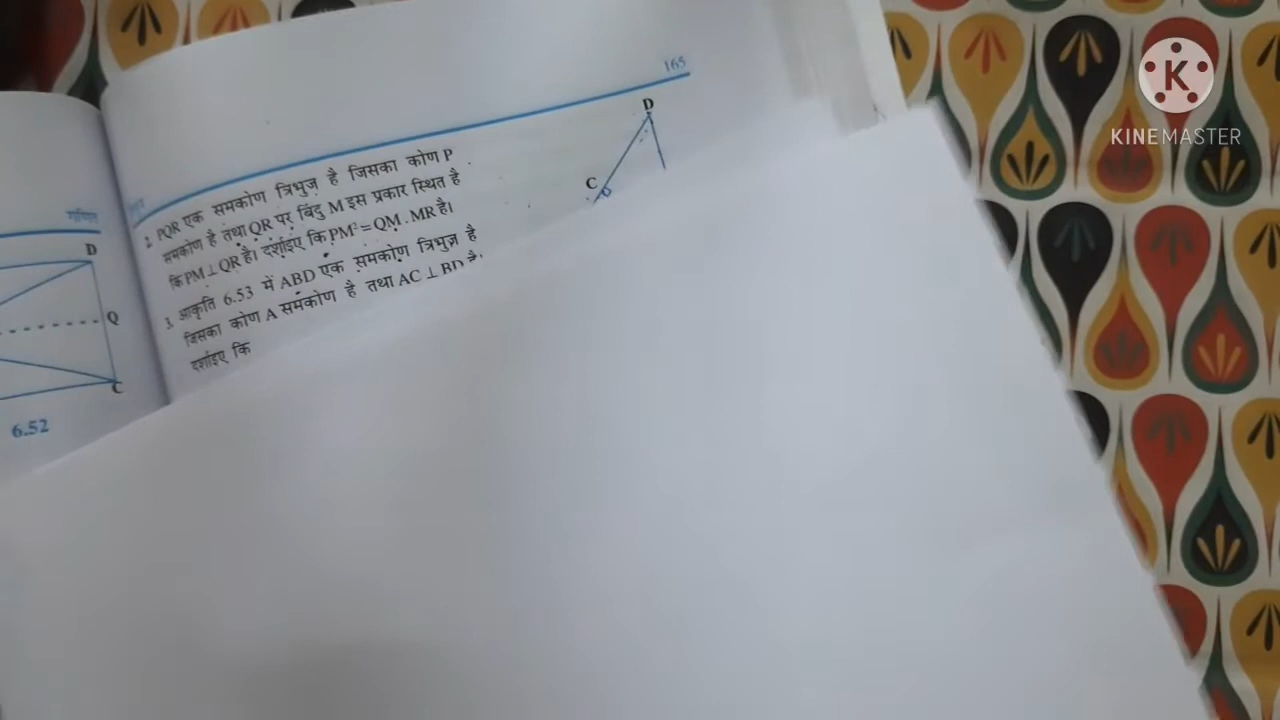 165
2. PQR एक समकोण त्रिभुज है जिसका कोण P
समकोण है तथा QR पर बिंदु M इस प्रकार स्थित है
कि PM ⊥ QR है। दर्शाइए कि PM² = QM . MR है।
3. आकृति 6.53 में ABD एक समकोण त्रिभुज है
जिसका कोण A समकोण है तथा AC ⊥ BD है
दर्शाइए कि
D
C
गणित
D
Q
C
6.52
K
KINEMASTER